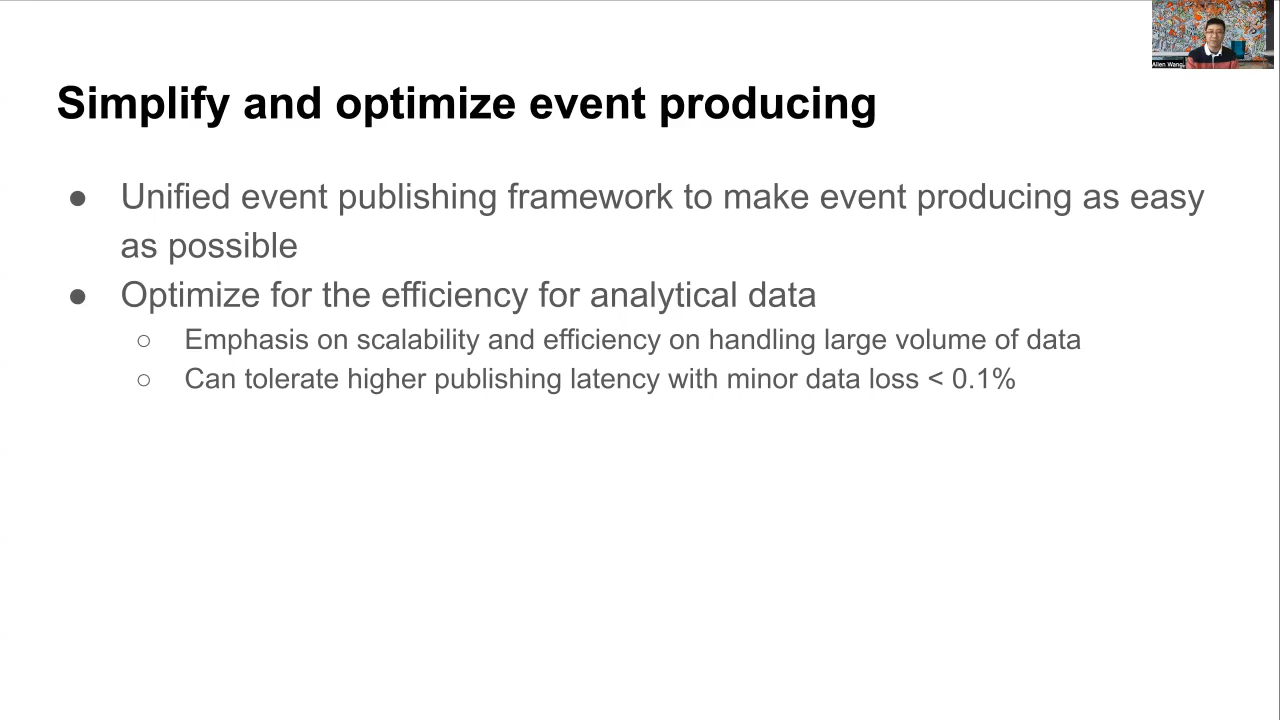 Allen Wang
Simplify and optimize event producing
● Unified event publishing framework to make event producing as easy
as possible
● Optimize for the efficiency for analytical data
○ Emphasis on scalability and efficiency on handling large volume of data
○ Can tolerate higher publishing latency with minor data loss < 0.1%